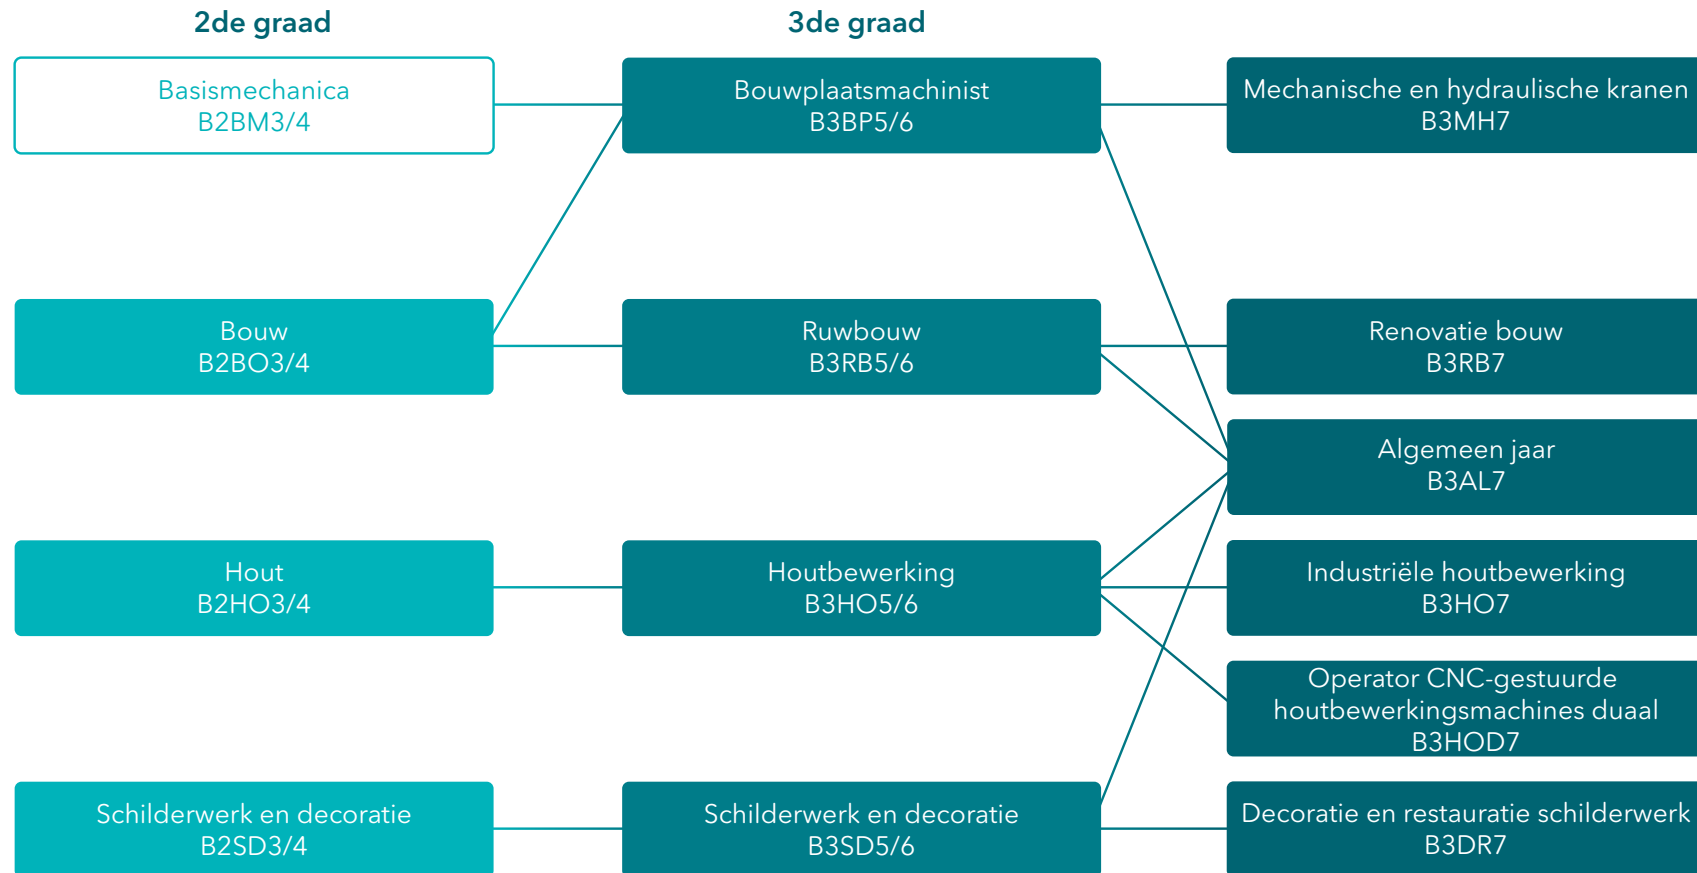 2de graad
3de graad
Basismechanica
B2BM3/4
Bouwplaatsmachinist
B3BP5/6
Mechanische en hydraulische kranen
B3MH7
Bouw
B2BO3/4
Ruwbouw
B3RB5/6
Renovatie bouw
B3RB7
Algemeen jaar
B3AL7
Hout
B2HO3/4
Houtbewerking
B3HO5/6
Industriële houtbewerking
B3HO7
Operator CNC-gestuurde
houtbewerkingsmachines duaal
B3HOD7
Schilderwerk en decoratie
B2SD3/4
Schilderwerk en decoratie
B3SD5/6
Decoratie en restauratie schilderwerk
B3DR7